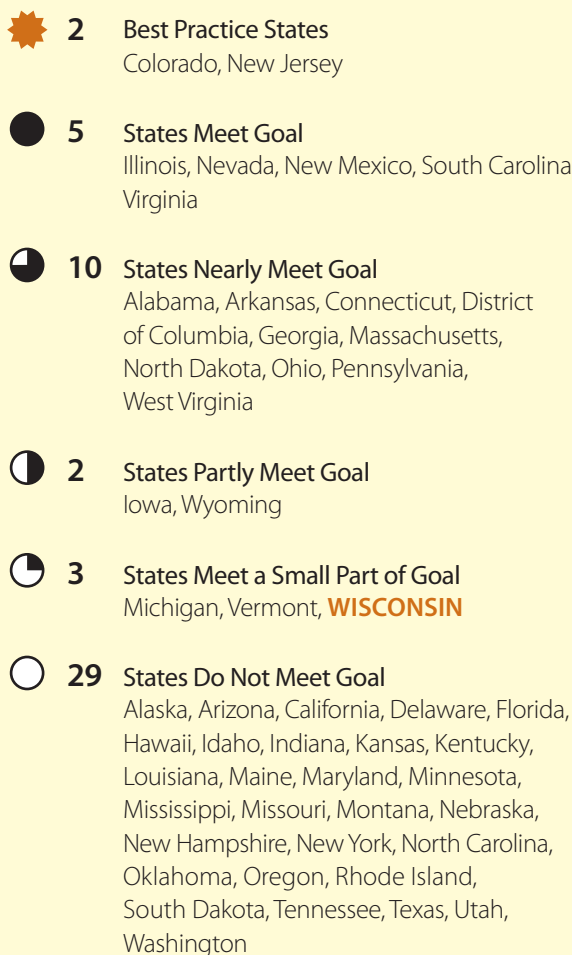 2 Best Practice States
Colorado, New Jersey
5 States Meet Goal
Illinois, Nevada, New Mexico, South Carolina
Virginia
10 States Nearly Meet Goal
Alabama, Arkansas, Connecticut, District
of Columbia, Georgia, Massachusetts,
North Dakota, Ohio, Pennsylvania,
West Virginia
2 States Partly Meet Goal
Iowa, Wyoming
3 States Meet a Small Part of Goal
Michigan, Vermont, WISCONSIN
29 States Do Not Meet Goal
Alaska, Arizona, California, Delaware, Florida,
Hawaii, Idaho, Indiana, Kansas, Kentucky,
Louisiana, Maine, Maryland, Minnesota,
Mississippi, Missouri, Montana, Nebraska,
New Hampshire, New York, North Carolina,
Oklahoma, Oregon, Rhode Island,
South Dakota, Tennessee, Texas, Utah,
Washington